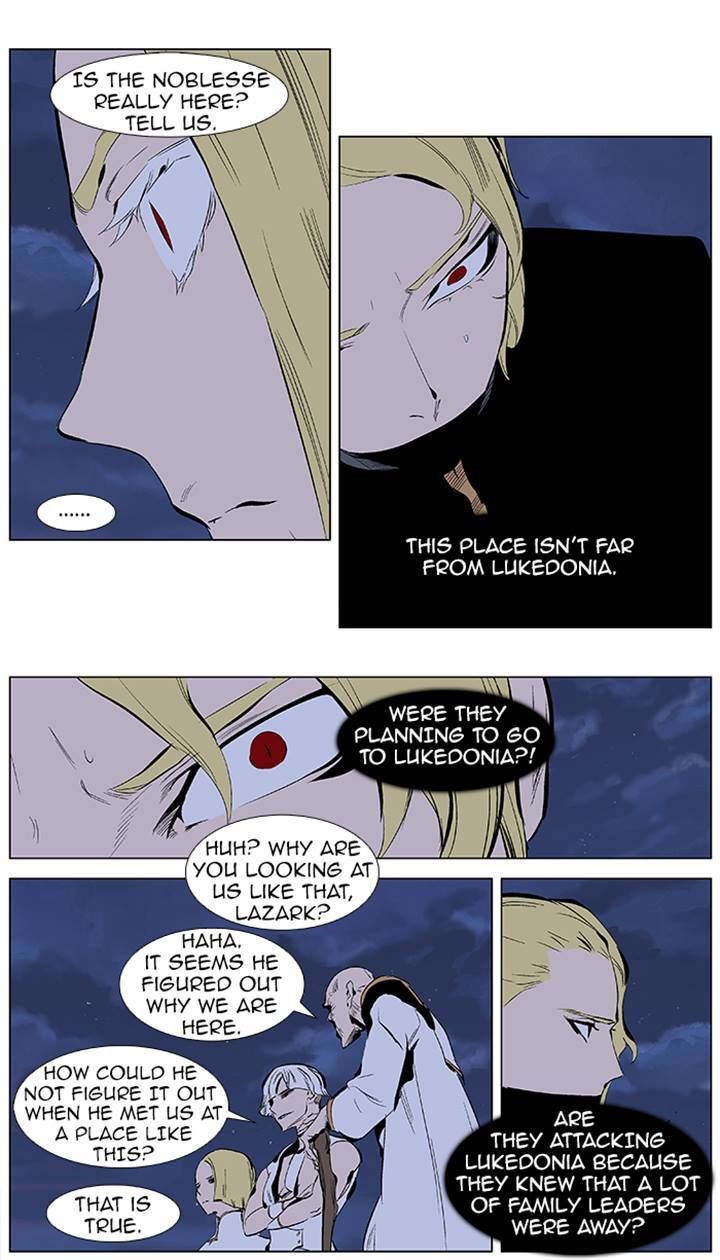 IS THE NOBLESSE
REALLY HERE?
TELL US.
......
THIS PLACE ISN'T FAR
FROM LUKEDONIA.
WERE THEY
PLANNING TO GO
TO LUKEDONIA?!
HUH? WHY ARE
YOU LOOKING AT
US LIKE THAT,
LAZARK?
HAHA.
IT SEEMS HE
FIGURED OUT
WHY WE ARE
HERE.
HOW COULD HE
NOT FIGURE IT OUT
WHEN HE MET US AT
A PLACE LIKE
THIS?
THAT IS
TRUE.
ARE
THEY ATTACKING
LUKEDONIA BECAUSE
THEY KNEW THAT A LOT
OF FAMILY LEADERS
WERE AWAY?